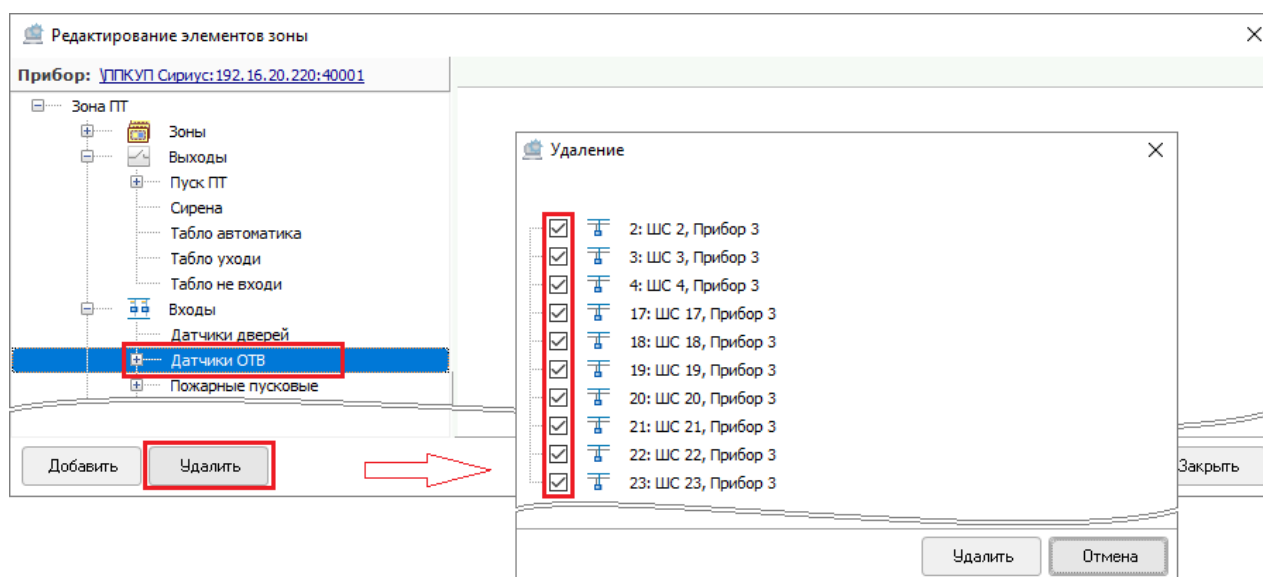 Редактирование элементов зоны
Прибор: \ППКУП Сириус:192.16.20.220:40001
Зона ПТ
Зоны
Выходы
Пуск ПТ
Сирена
Табло автоматика
Табло уходи
Табло не входи
Входы
Датчики дверей
Датчики ОТВ
Пожарные пусковые
Добавить
Удалить
Удаление
2: ШС 2, Прибор 3
3: ШС 3, Прибор 3
4: ШС 4, Прибор 3
17: ШС 17, Прибор 3
18: ШС 18, Прибор 3
19: ШС 19, Прибор 3
20: ШС 20, Прибор 3
21: ШС 21, Прибор 3
22: ШС 22, Прибор 3
23: ШС 23, Прибор 3
Удалить
Отмена
Закрыть